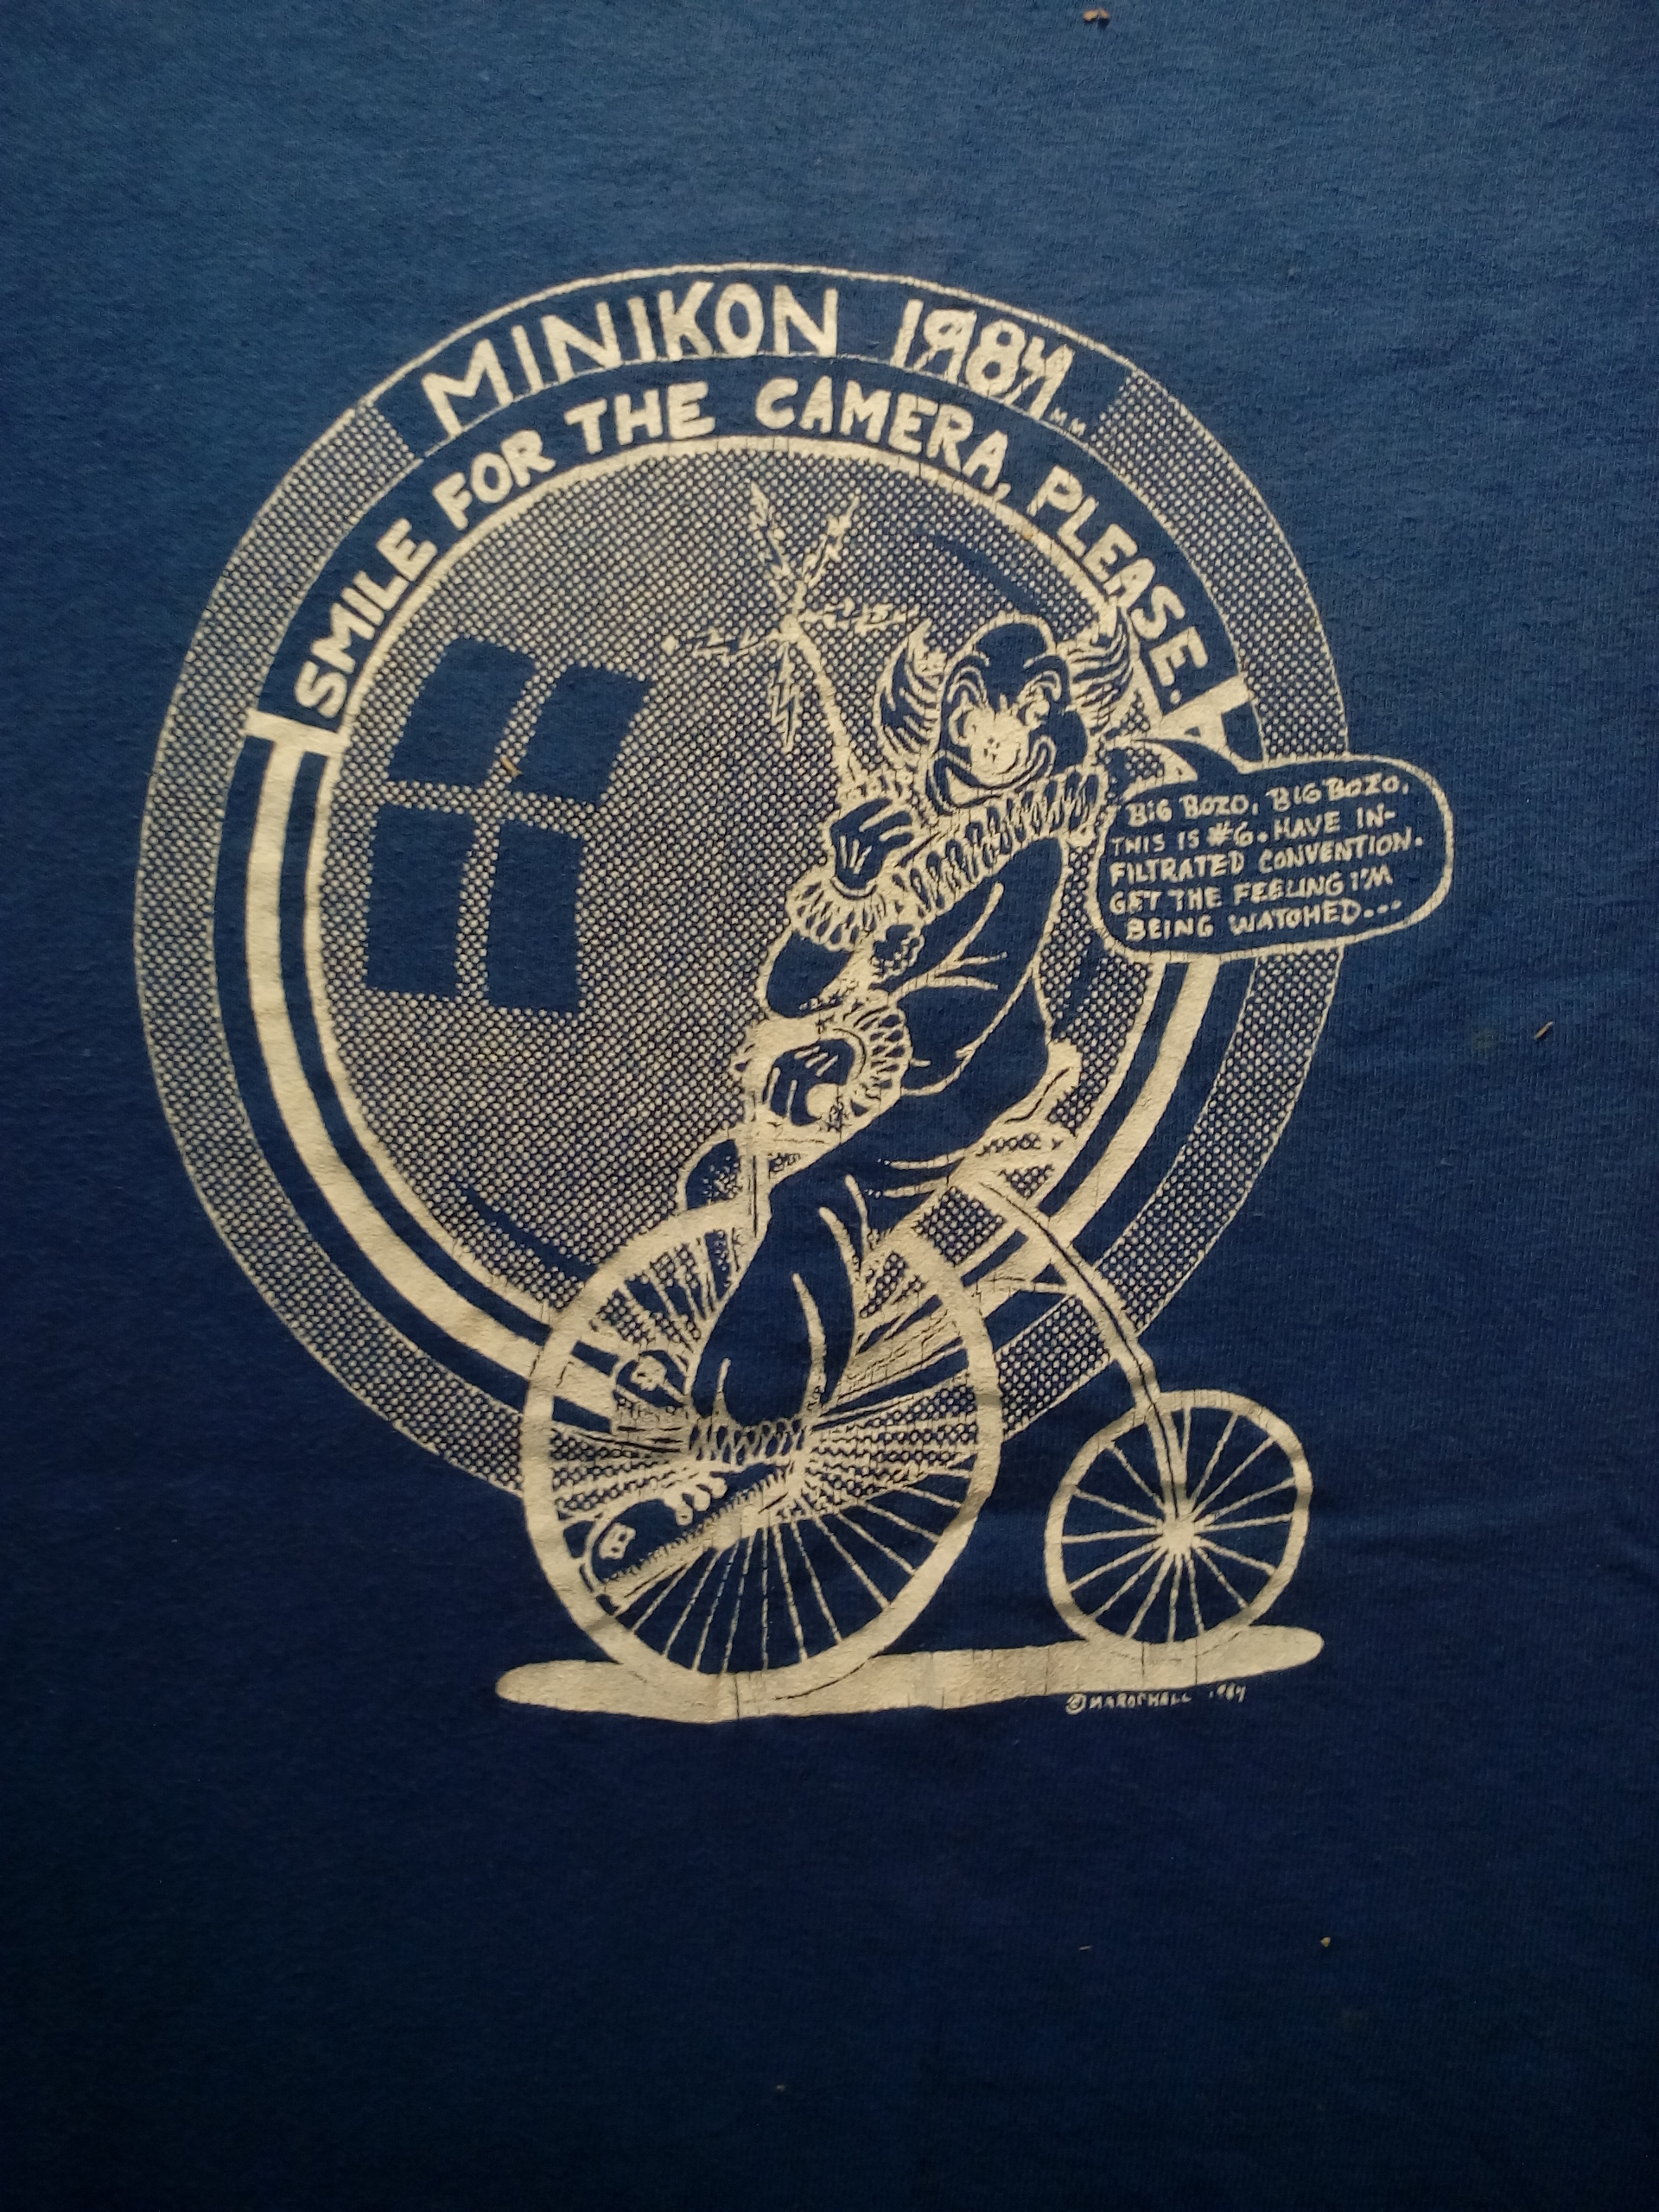 MINIKON 1984...
SMILE FOR THE CAMERA, PLEASE.
BIG BOZO, BIG BOZO,
THIS IS #6. HAVE IN-
FILTRATED CONVENTION.
GET THE FEELING I'M
BEING WATCHED...
B
B
© 1984